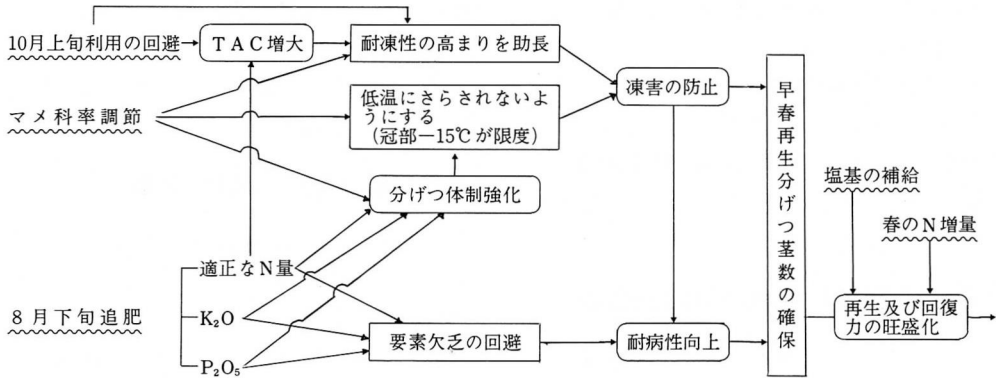 10月上旬利用の回避
TAC増大
耐凍性の高まりを助長
マメ科率調節
低温にさらされないよ
うにする
(冠部−15℃が限度)
凍害の防止
分げつ体制強化
早春再生分げつ茎数の確保
塩基の補給
春のN増量
8月下旬追肥
適正なN量
K₂O
P₂O₅
要素欠乏の回避
耐病性向上
再生及び回復
力の旺盛化